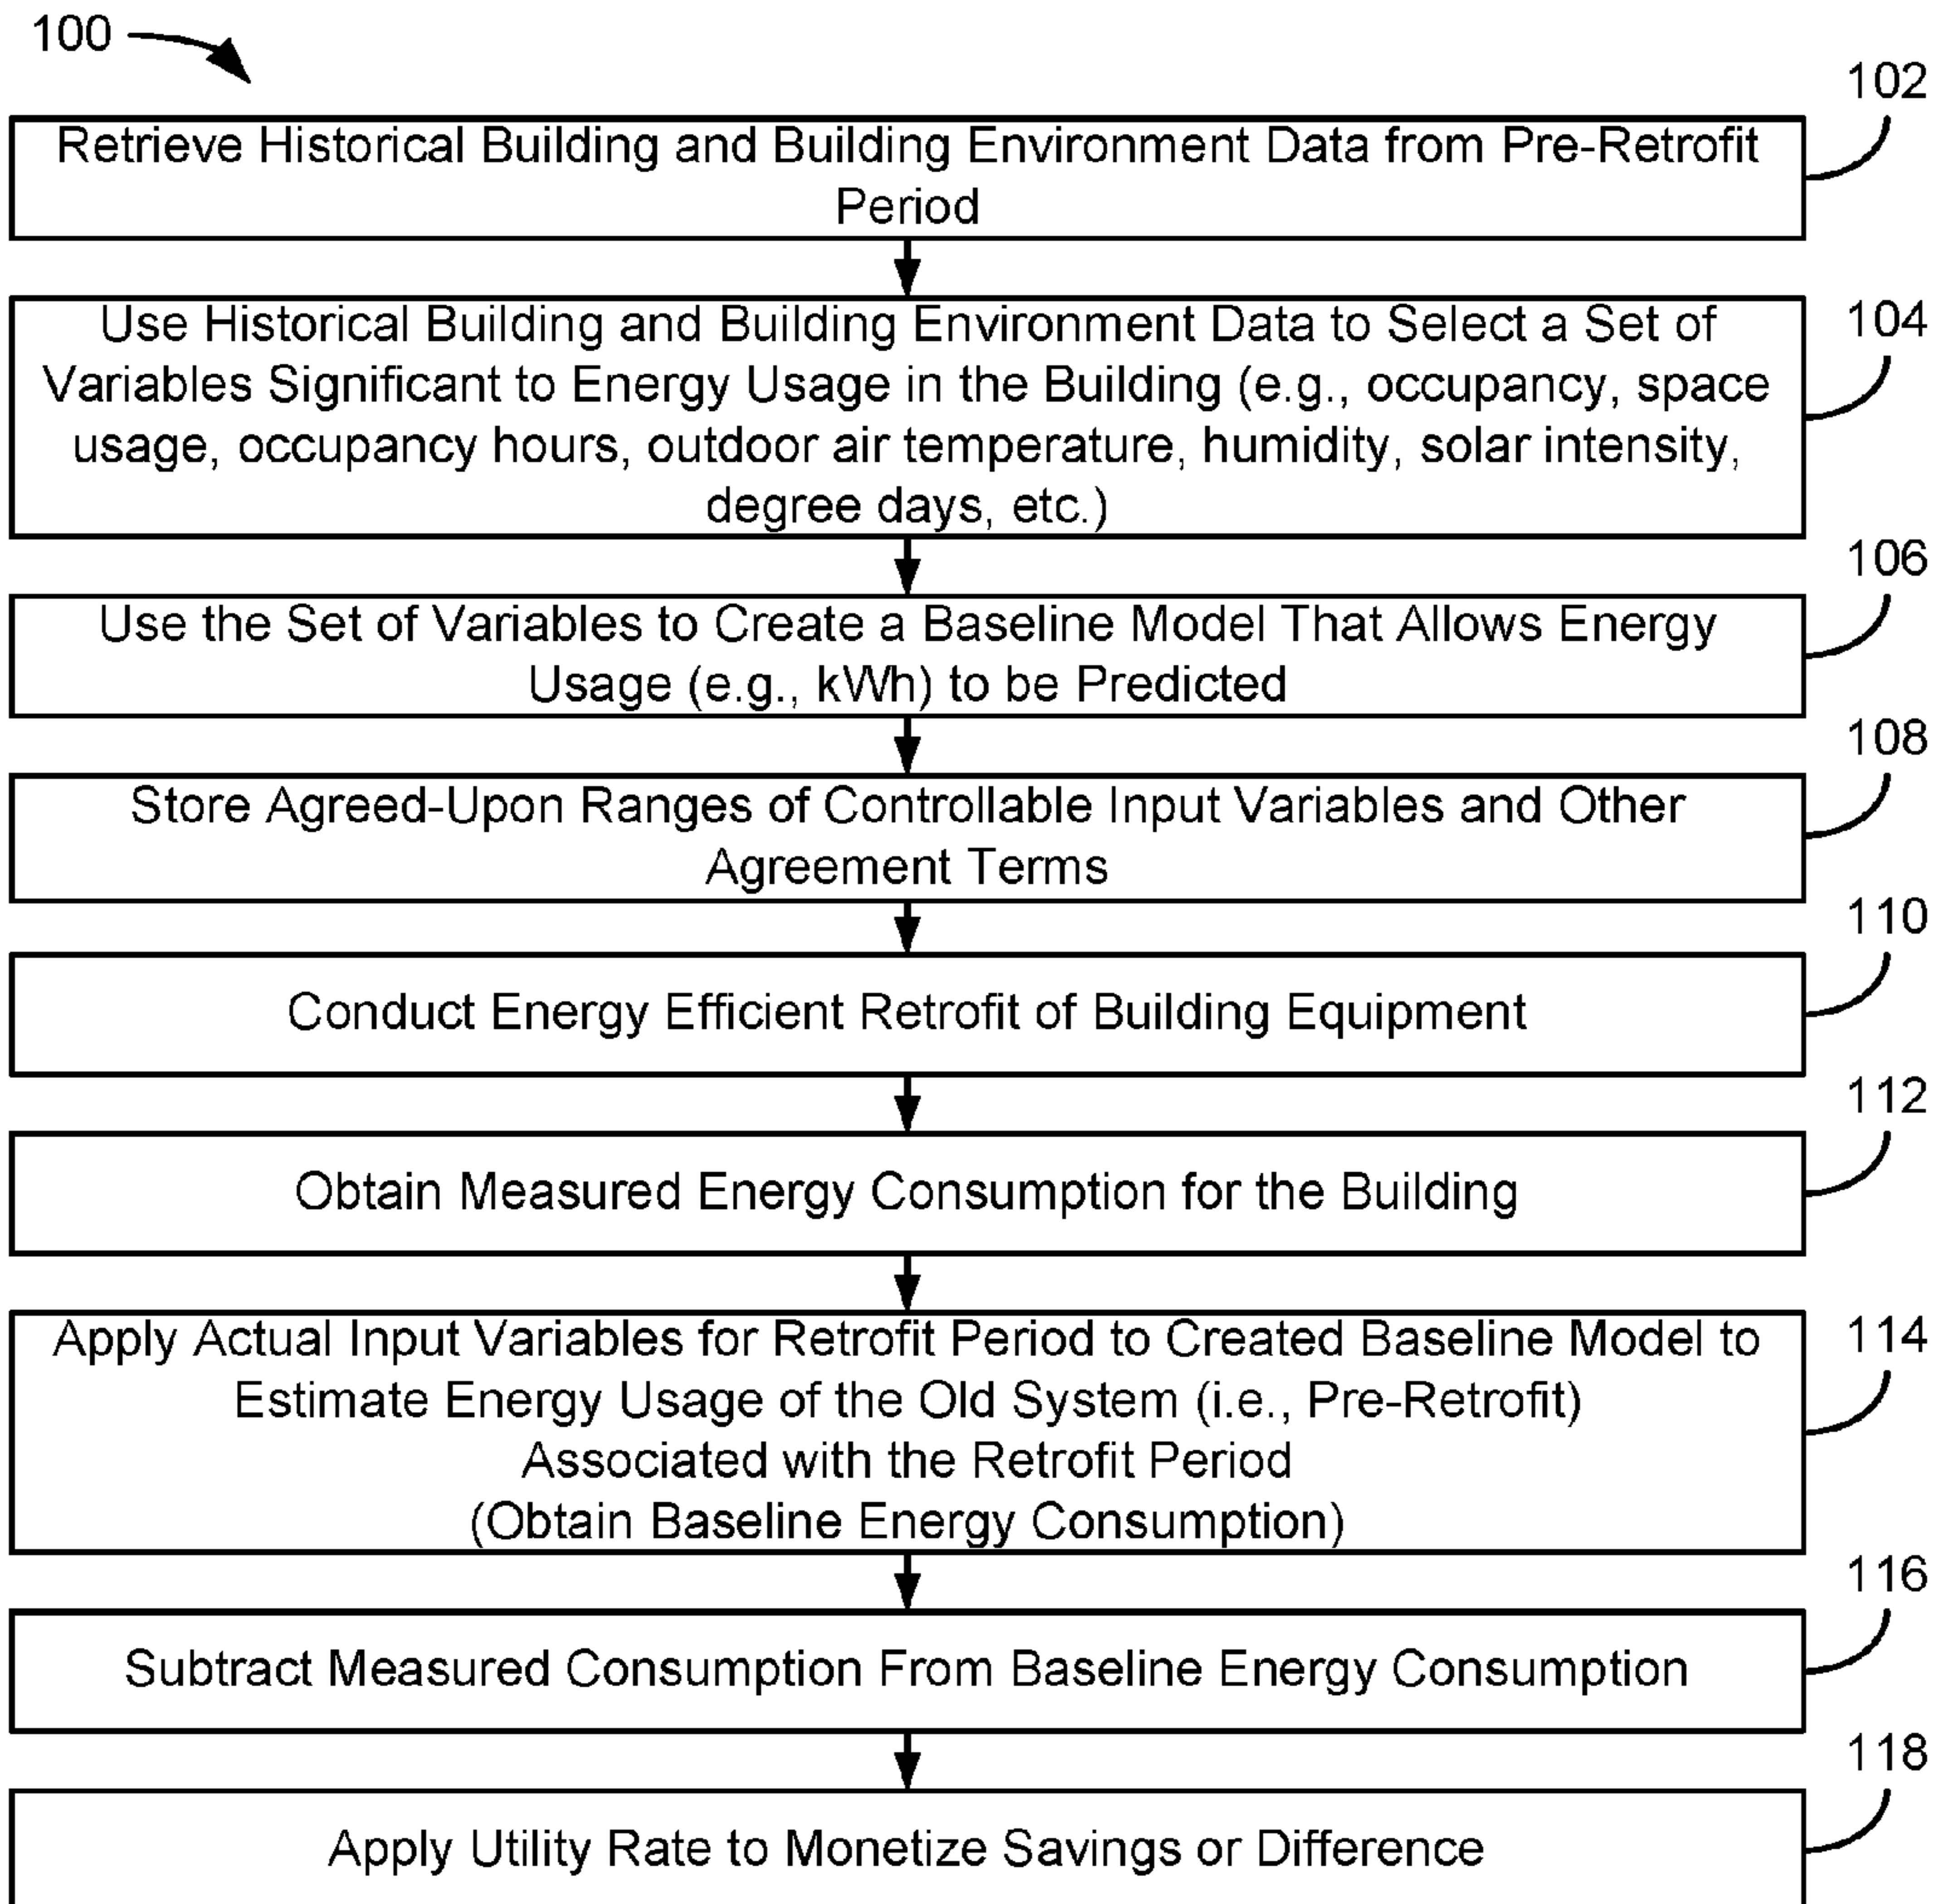 100
102
Retrieve Historical Building and Building Environment Data from Pre-Retrofit
Period
104
Use Historical Building and Building Environment Data to Select a Set of
Variables Significant to Energy Usage in the Building (e.g., occupancy, space
usage, occupancy hours, outdoor air temperature, humidity, solar intensity,
degree days, etc.)
106
Use the Set of Variables to Create a Baseline Model That Allows Energy
Usage (e.g., kWh) to be Predicted
108
Store Agreed-Upon Ranges of Controllable Input Variables and Other
Agreement Terms
110
Conduct Energy Efficient Retrofit of Building Equipment
112
Obtain Measured Energy Consumption for the Building
114
Apply Actual Input Variables for Retrofit Period to Created Baseline Model to
Estimate Energy Usage of the Old System (i.e., Pre-Retrofit)
Associated with the Retrofit Period
(Obtain Baseline Energy Consumption)
116
Subtract Measured Consumption From Baseline Energy Consumption
118
Apply Utility Rate to Monetize Savings or Difference